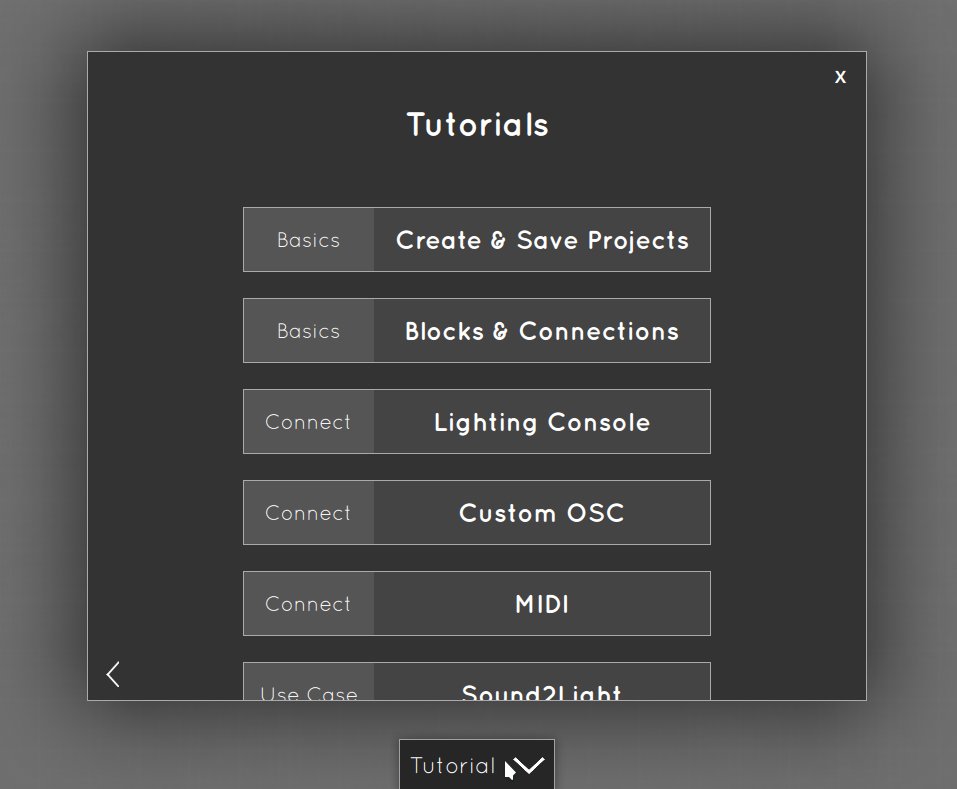 x
Tutorials
Basics Create & Save Projects
Basics Blocks & Connections
Connect Lighting Console
Connect Custom OSC
Connect MIDI
Use Case Sound2Light
Tutorial